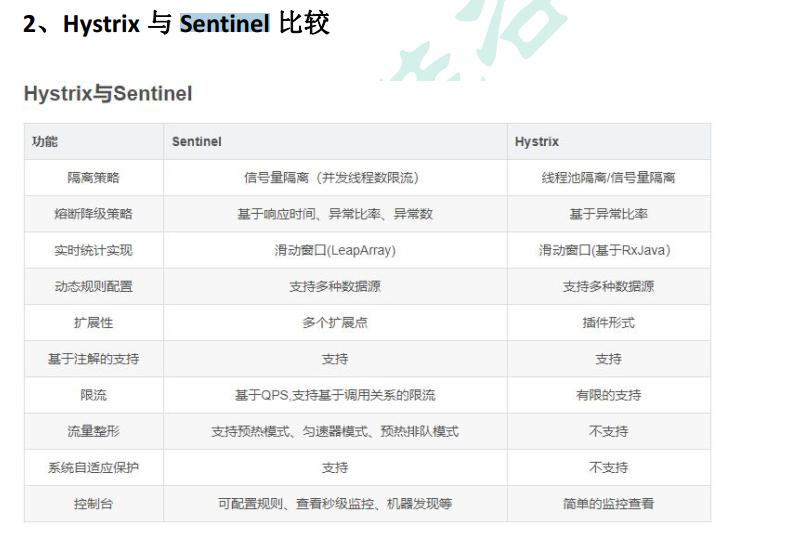 2、Hystrix 与 Sentinel 比较
Hystrix与Sentinel
功能 Sentinel Hystrix
隔离策略 信号量隔离（并发线程数限流） 线程池隔离/信号量隔离
熔断降级策略 基于响应时间、异常比率、异常数 基于异常比率
实时统计实现 滑动窗口(LeapArray) 滑动窗口(基于RxJava）
动态规则配置 支持多种数据源 支持多种数据源
扩展性 多个扩展点 插件形式
基于注解的支持 支持 支持
限流 基于QPS,支持基于调用关系的限流 有限的支持
流量整形 支持预热模式、匀速器模式、预热排队模式 不支持
系统自适应保护 支持 不支持
控制台 可配置规则、查看秒级监控、机器发现等 简单的监控查看